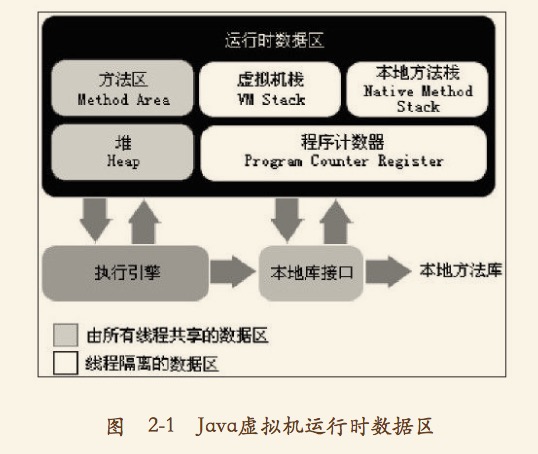 运行时数据区
方法区
Method Area
虚拟机栈
VM Stack
本地方法栈
Native Method
Stack
堆
Heap
程序计数器
Program Counter Register
执行引擎
本地库接口
本地方法库
由所有线程共享的数据区
线程隔离的数据区
图 2-1 Java虚拟机运行时数据区